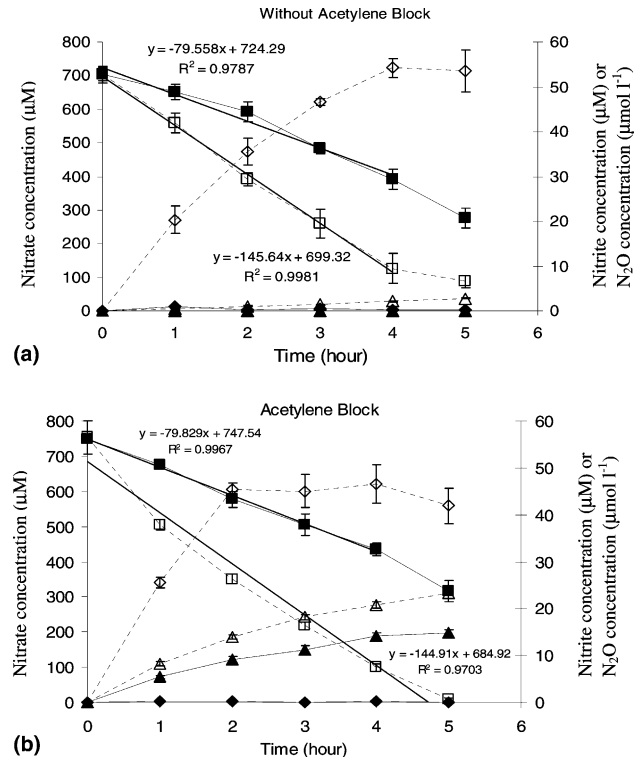 Without Acetylene Block
800
700
600
500
400
300
200
100
0
Nitrate concentration (µM)
y = -79.558x + 724.29
R² = 0.9787
y = -145.64x + 699.32
R² = 0.9981
60
50
40
30
20
10
0
Nitrite concentration (µM) or
N₂O concentration (µmol l⁻¹)
0 1 2 3 4 5 6
Time (hour)
(a)
Acetylene Block
800
700
600
500
400
300
200
100
0
Nitrate concentration (µM)
y = -79.829x + 747.54
R² = 0.9967
y = -144.91x + 684.92
R² = 0.9703
60
50
40
30
20
10
0
Nitrite concentration (µM) or
N₂O concentration (µmol l⁻¹)
0 1 2 3 4 5 6
Time (hour)
(b)